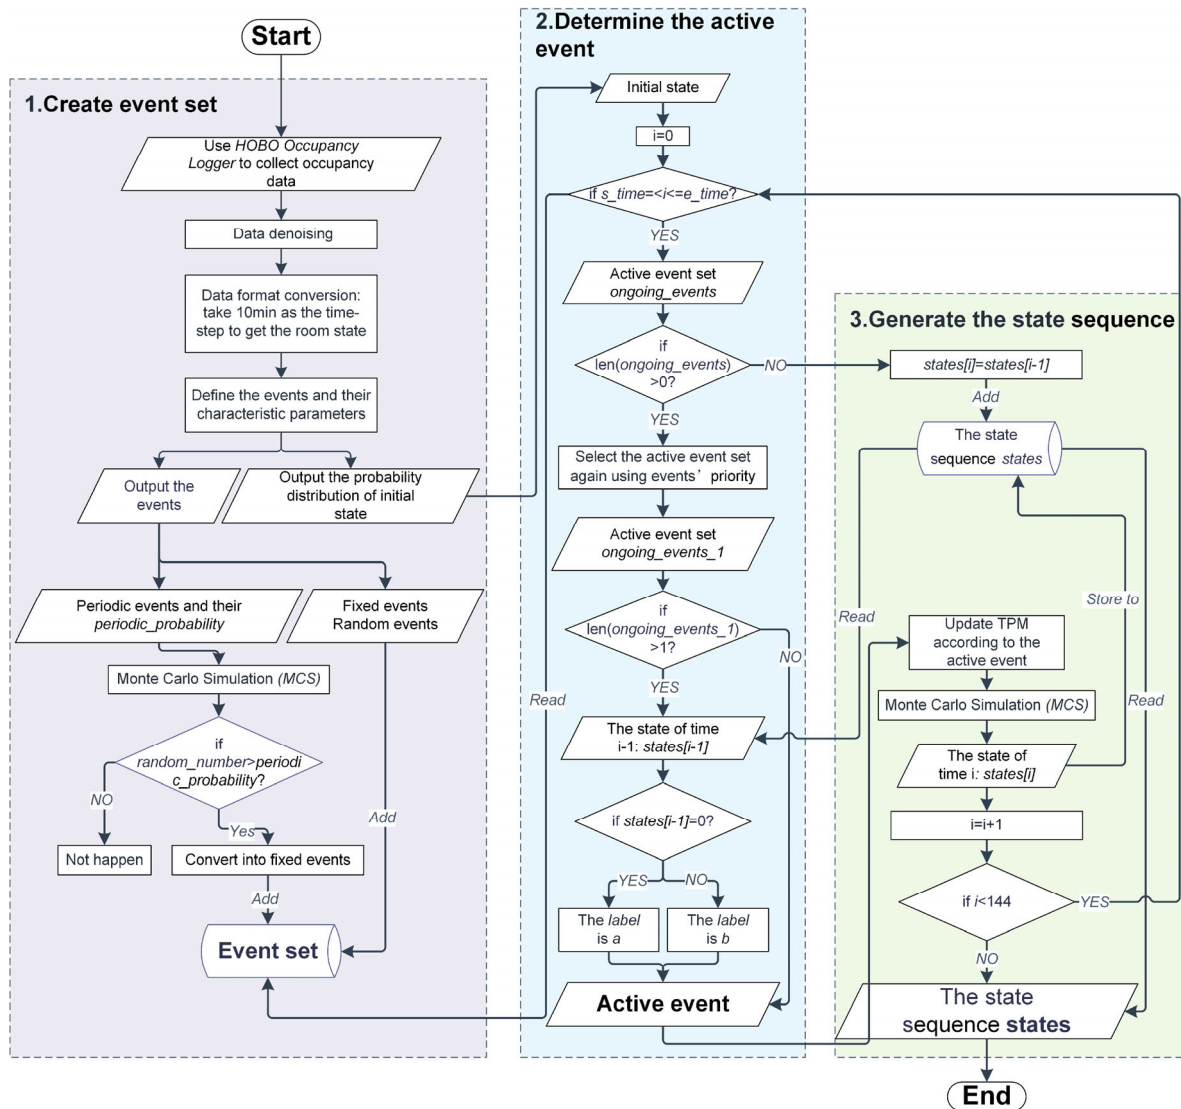 Start
1.Create event set
Use HOBO Occupancy
Logger to collect occupancy
data
Data denoising
Data format conversion:
take 10min as the time-
step to get the room state
Define the events and their
characteristic parameters
Output the
events
Output the probability
distribution of initial
state
Periodic events and their
periodic_probability
Fixed events
Random events
Monte Carlo Simulation (MCS)
if
random_number>periodi
c_probability?
NO
Yes
Not happen
Convert into fixed events
Add
Add
Event set
2.Determine the active
event
Initial state
i=0
if s_time=<i<=e_time?
YES
Active event set
ongoing_events
if
len(ongoing_events)
>0?
NO
YES
Select the active event set
again using events' priority
Active event set
ongoing_events_1
if
len(ongoing_events_1)
>1?
NO
YES
Read
The state of time
i-1: states[i-1]
if states[i-1]=0?
YES
NO
The label
is a
The label
is b
Active event
3.Generate the state sequence
states[i]=states[i-1]
Add
The state
sequence states
Read
Store to
Update TPM
according to the
active event
Monte Carlo Simulation (MCS)
Read
The state of
time i: states[i]
i=i+1
if i<144
YES
NO
The state
sequence states
End